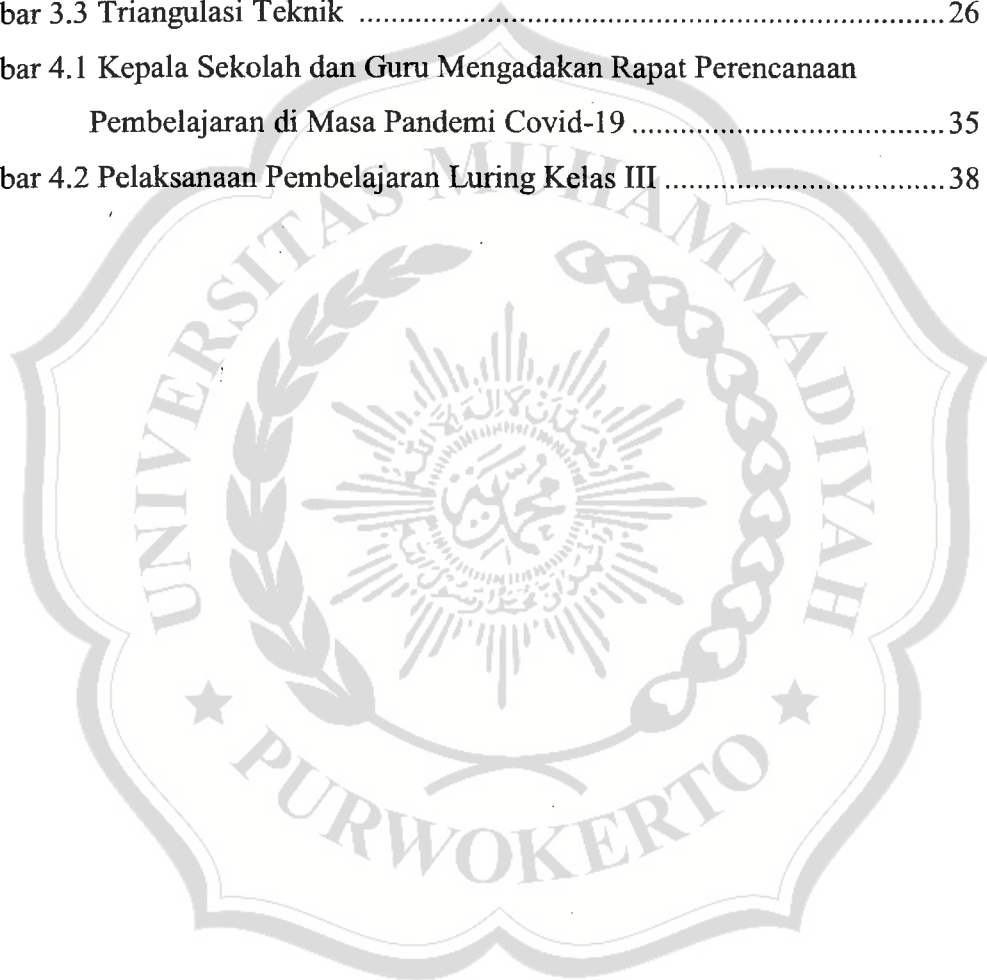 bar 3.3 Triangulasi Teknik ..........................................................................26
bar 4.1 Kepala Sekolah dan Guru Mengadakan Rapat Perencanaan
Pembelajaran di Masa Pandemi Covid-19 ........................................35
bar 4.2 Pelaksanaan Pembelajaran Luring Kelas III ...................................38
UNIVERSITAS MUHAMMADIYAH
PURWOKERTO